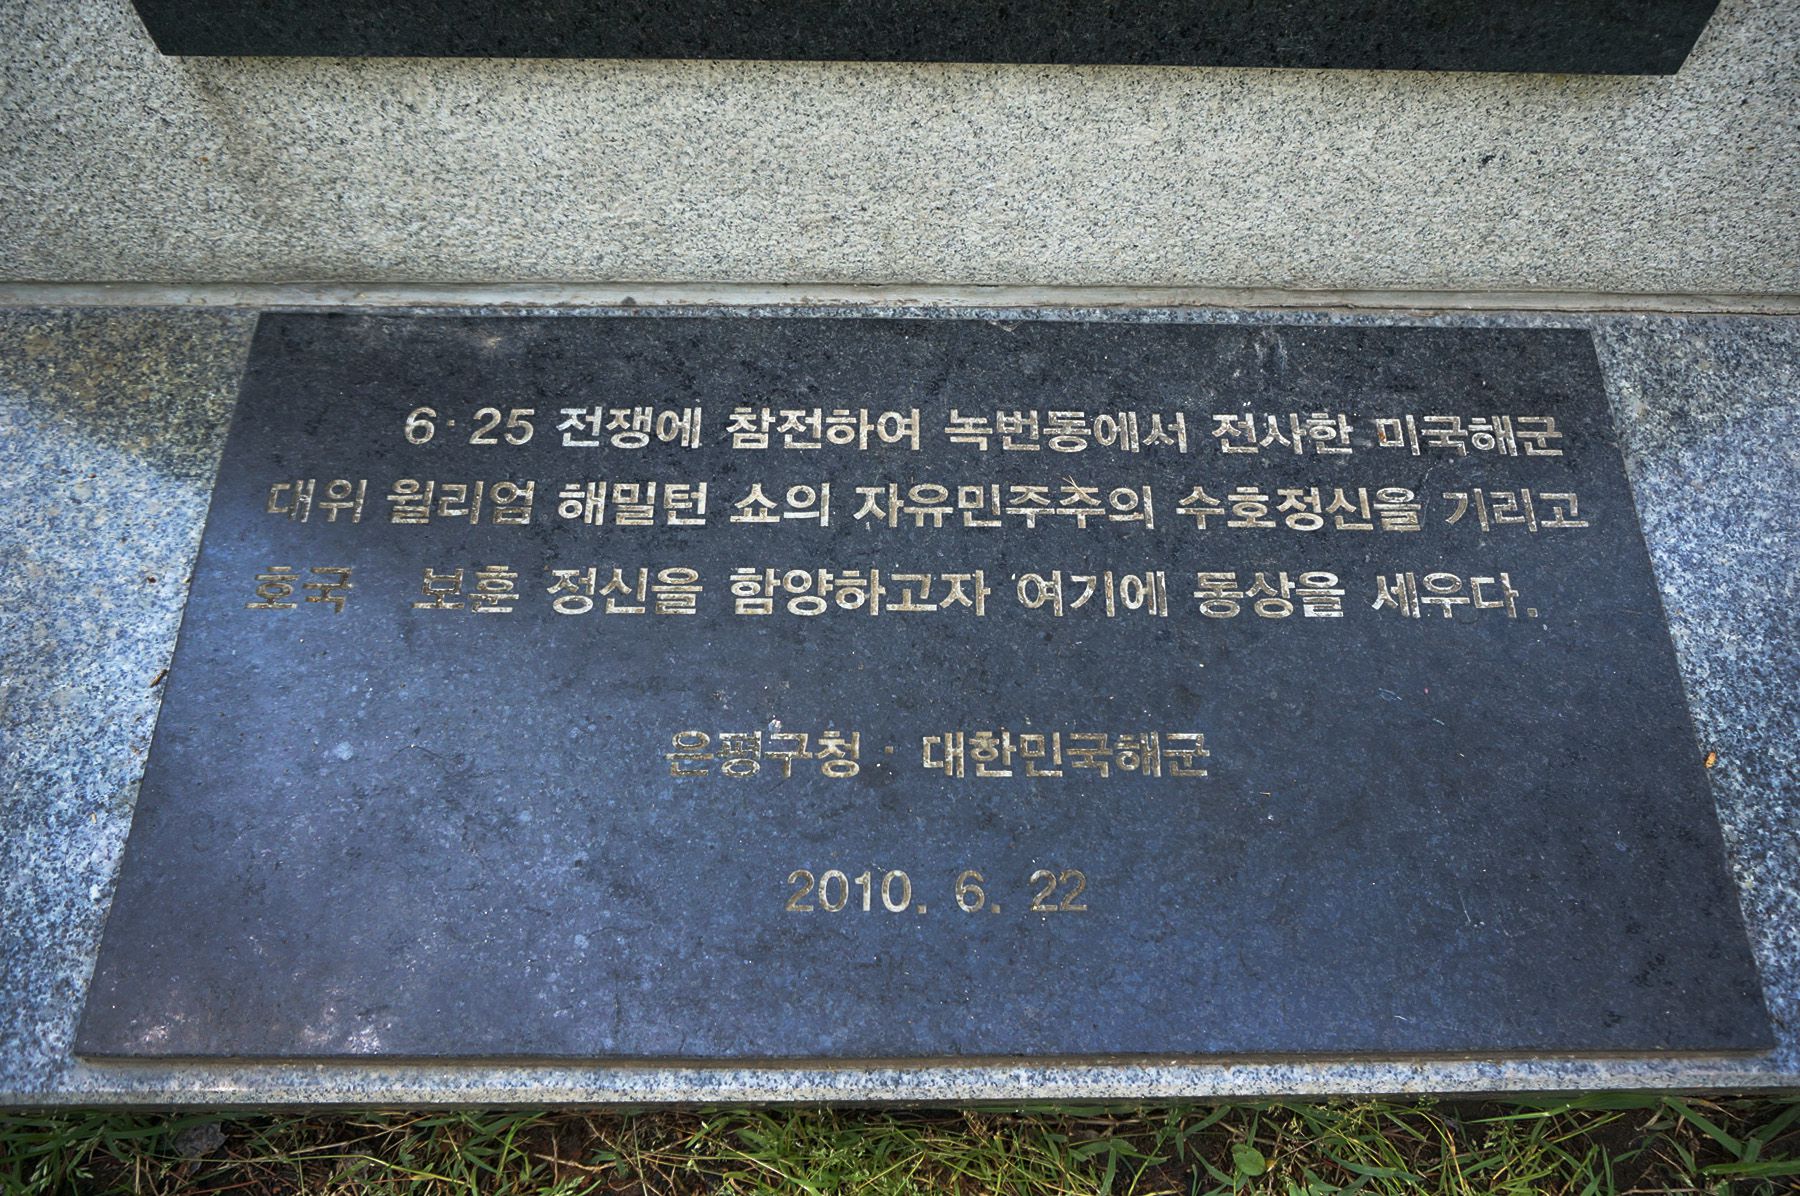 6·25 전쟁에 참전하여 녹번동에서 전사한 미국해군
대위 윌리엄 해밀턴 쇼의 자유민주주의 수호정신을 기리고
호국 보훈 정신을 함양하고자 여기에 동상을 세우다.
은평구청 · 대한민국해군
2010. 6. 22